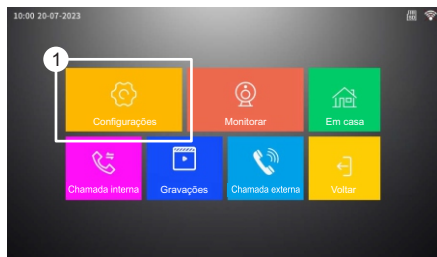 10:00 20-07-2023
1
Configurações
Monitorar
Em casa
Chamada interna
Gravações
Chamada externa
Voltar